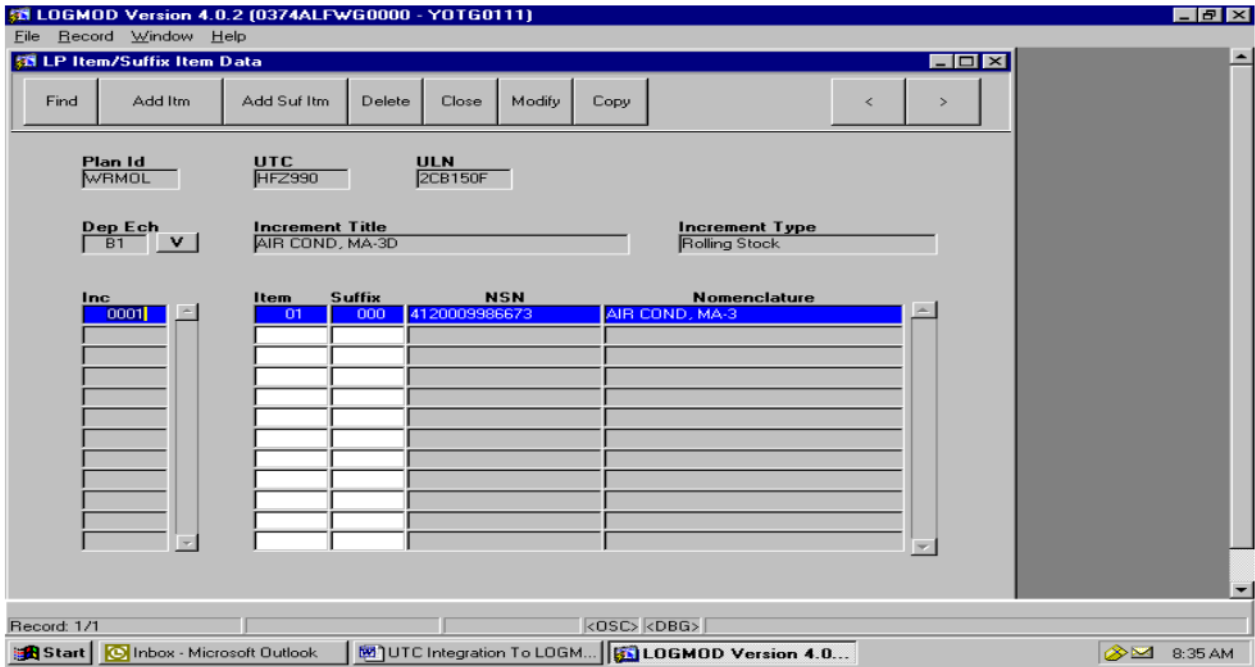 LOGMOD Version 4.0.2 (0374ALFWG0000 - YOTG0111)
File Record Window Help
LP Item/Suffix Item Data
Find Add Itm Add Suf Itm Delete Close Modify Copy < >
Plan Id UTC ULN
WRMOL HFZ990 2CB150F
Dep Ech Increment Title Increment Type
B1 V AIR COND, MA-3D Rolling Stock
Inc Item Suffix NSN Nomenclature
0001 01 000 4120009986673 AIR COND, MA-3
Record: 1/1 <OSC> <DBG>
Start Inbox - Microsoft Outlook UTC Integration To LOGM... LOGMOD Version 4.0... 8:35 AM